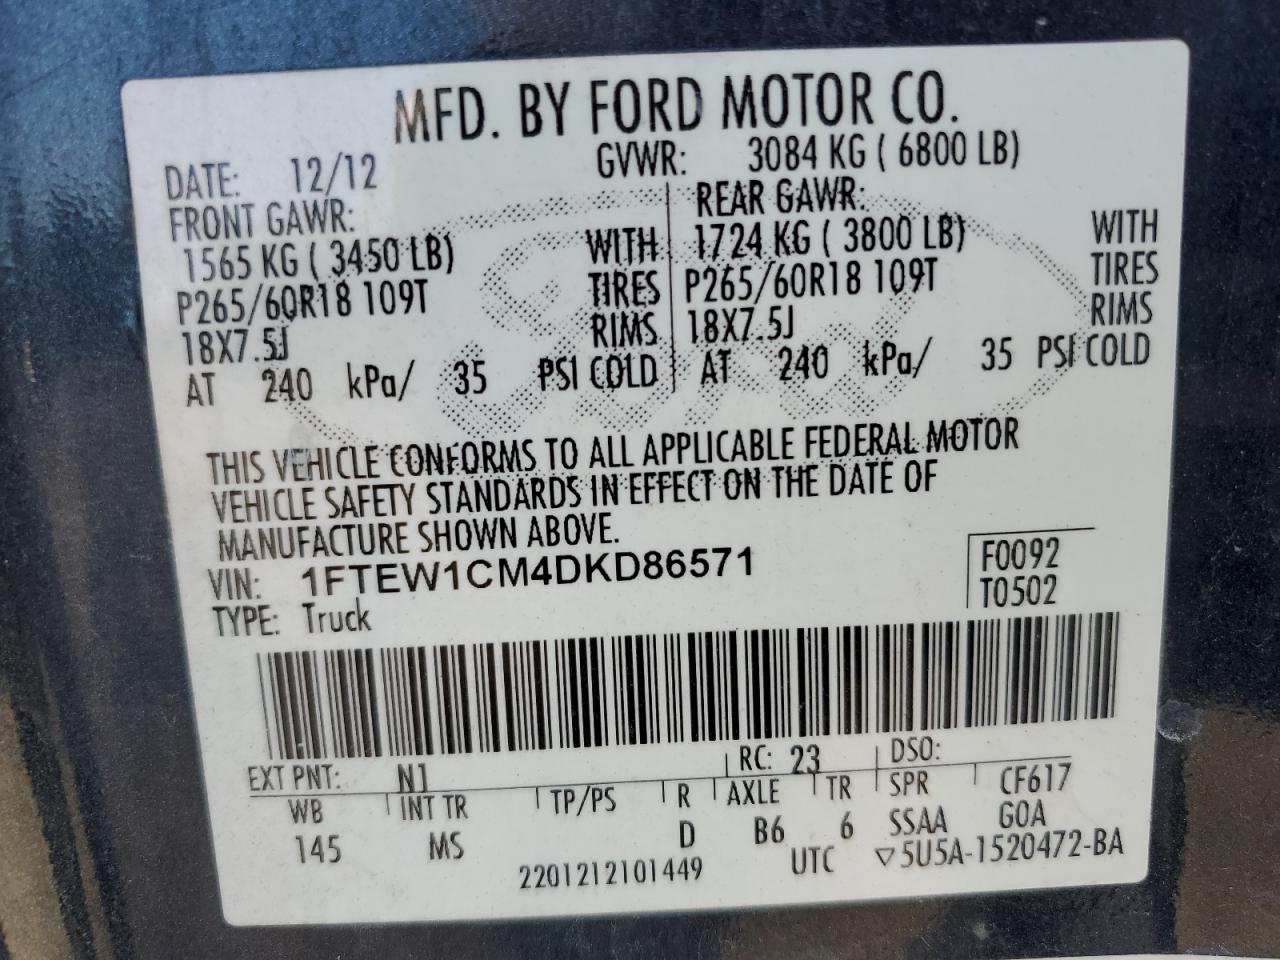 MFD. BY FORD MOTOR CO.
DATE: 12/12 GVWR: 3084 KG ( 6800 LB)
FRONT GAWR: REAR GAWR:
1565 KG ( 3450 LB) WITH 1724 KG ( 3800 LB) WITH
P265/60R18 109T TIRES P265/60R18 109T TIRES
18X7.5J RIMS 18X7.5J RIMS
AT 240 kPa/ 35 PSI COLD AT 240 kPa/ 35 PSI COLD
THIS VEHICLE CONFORMS TO ALL APPLICABLE FEDERAL MOTOR
VEHICLE SAFETY STANDARDS IN EFFECT ON THE DATE OF
MANUFACTURE SHOWN ABOVE.
VIN: 1FTEW1CM4DKD86571 F0092
TYPE: Truck T0502
EXT PNT: N1 RC: 23 DSO:
WB INT TR TP/PS R AXLE TR SPR CF617
145 MS D B6 6 SSAA GOA
2201212101449 UTC ▽5U5A-1520472-BA
Ford